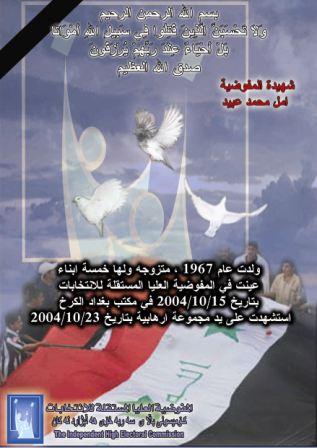 بسم الله الرحمن الرحيم
ولا تحسبن الذين قتلوا في سبيل الله أمواتا
بل أحياء عند ربهم يرزقون
صدق الله العظيم
شهيدة المفوضية
امل محمد عبيد
ولدت عام 1967 ، متزوجه ولها خمسة ابناء
عينت في المفوضية العليا المستقلة للانتخابات
بتاريخ 2004/10/15 في مكتب بغداد الكرخ
استشهدت على يد مجموعة ارهابية بتاريخ 2004/10/23
المفوضية العليا المستقلة للانتخابات
The Independent High Electoral Commission